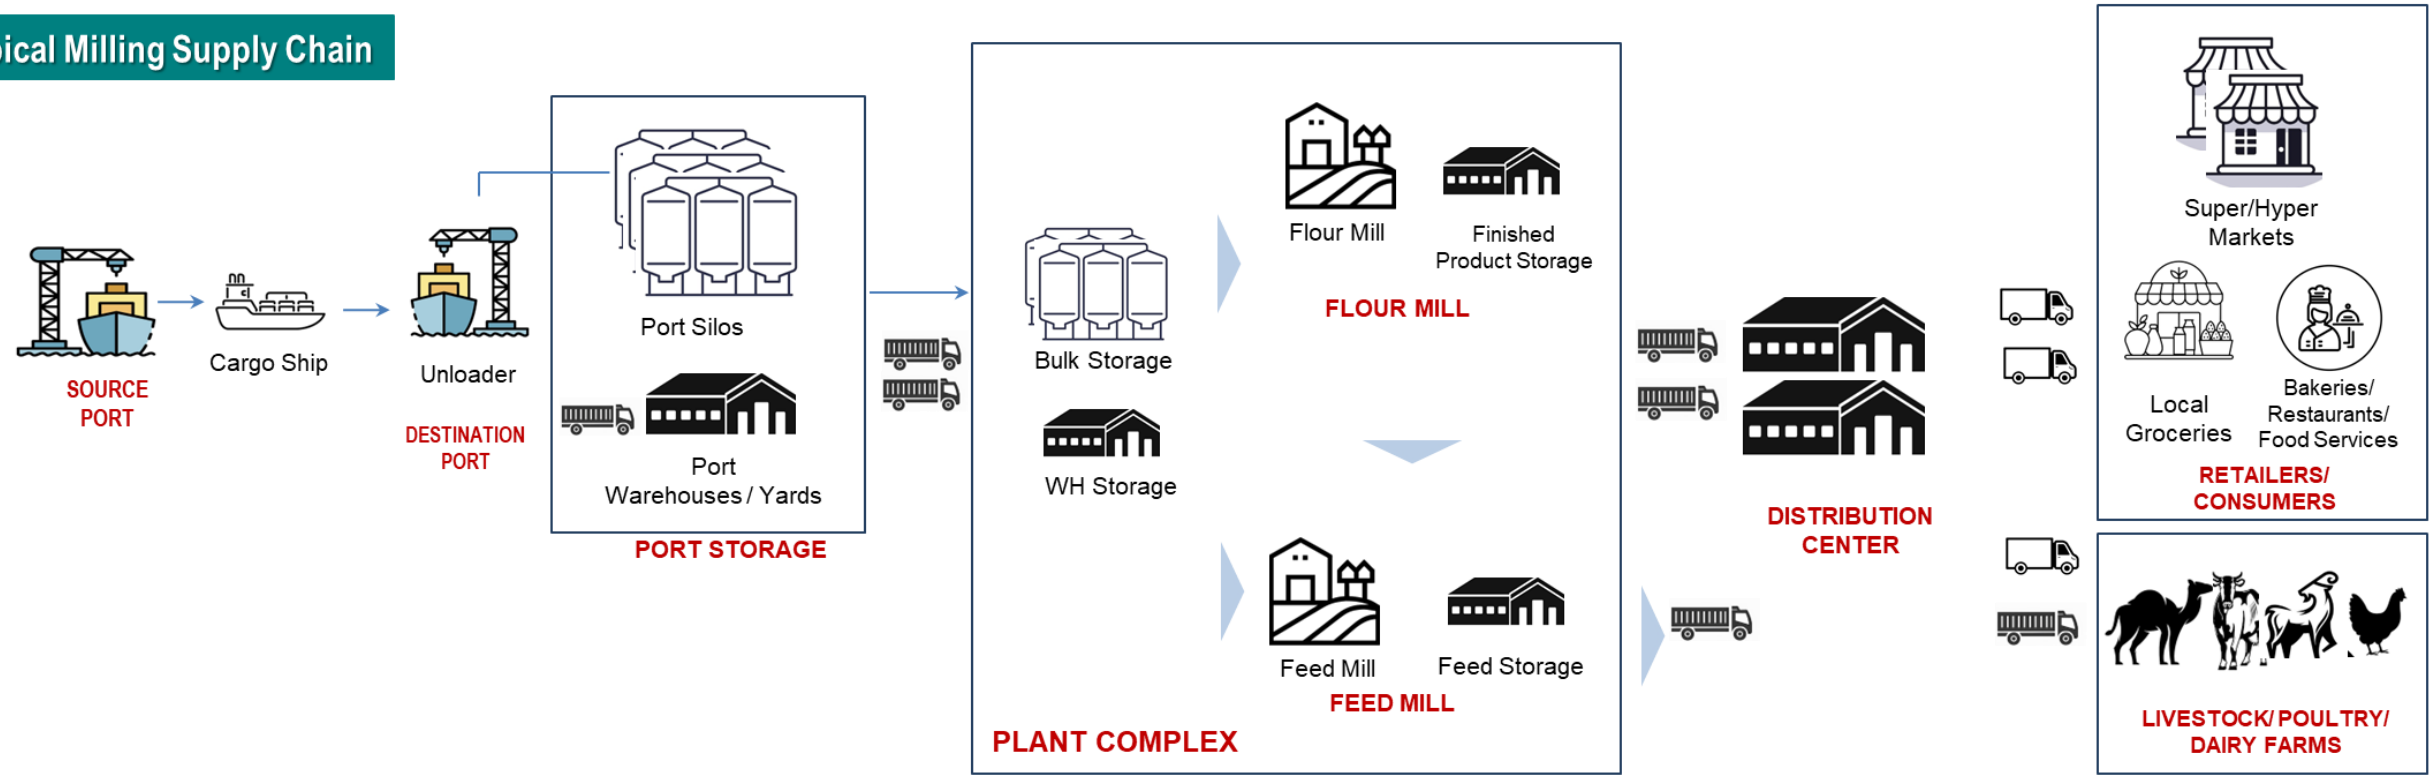 Milling Supply Chain
SOURCE
PORT
Cargo Ship
Unloader
DESTINATION
PORT
Port Silos
Port
Warehouses / Yards
PORT STORAGE
Bulk Storage
WH Storage
Flour Mill
Finished
Product Storage
FLOUR MILL
Feed Mill
Feed Storage
FEED MILL
PLANT COMPLEX
DISTRIBUTION
CENTER
Super/Hyper
Markets
Local
Groceries
Bakeries/
Restaurants/
Food Services
RETAILERS/
CONSUMERS
LIVESTOCK/ POULTRY/
DAIRY FARMS